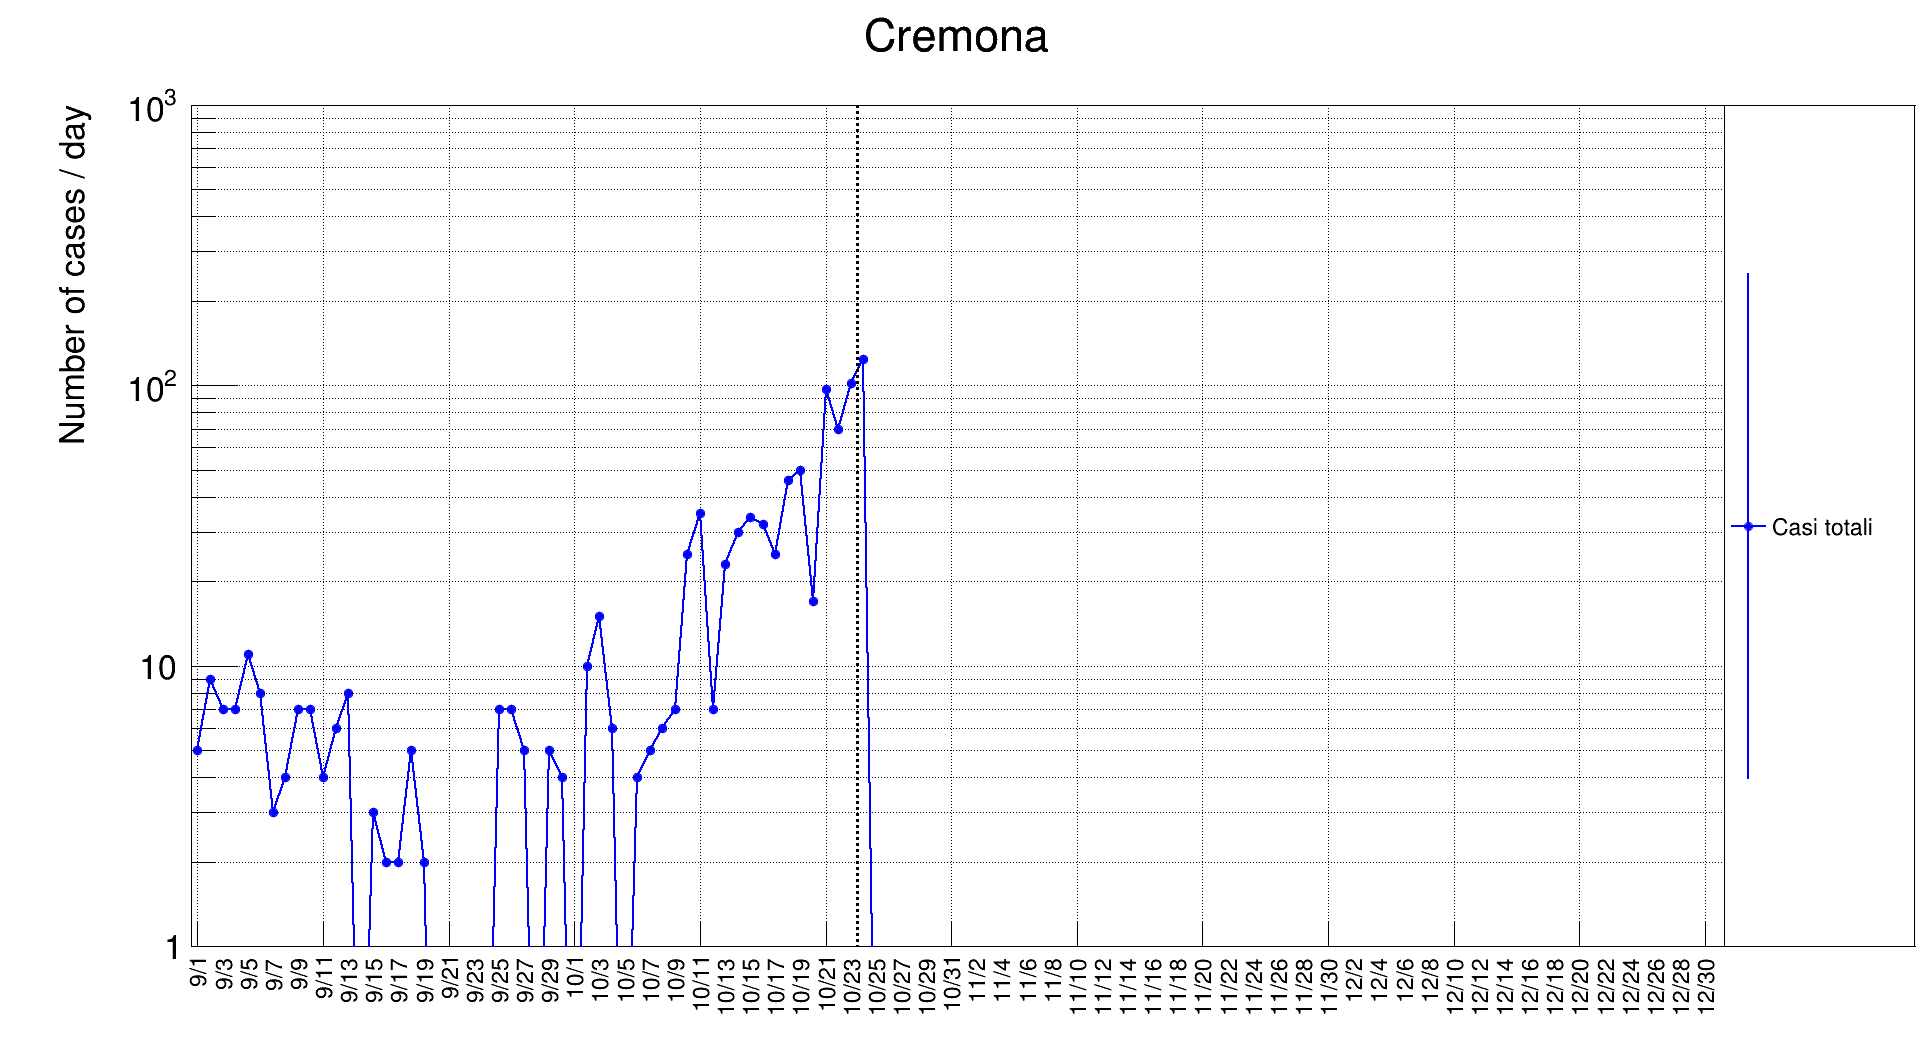 Cremona
Number of cases / day
10³
10²
10
1
9/1 9/3 9/5 9/7 9/9 9/11 9/13 9/15 9/17 9/19 9/21 9/23 9/25 9/27 9/29 10/1 10/3 10/5 10/7 10/9 10/11 10/13 10/15 10/17 10/19 10/21 10/23 10/25 10/27 10/29 10/31 11/2 11/4 11/6 11/8 11/10 11/12 11/14 11/16 11/18 11/20 11/22 11/24 11/26 11/28 11/30 12/2 12/4 12/6 12/8 12/10 12/12 12/14 12/16 12/18 12/20 12/22 12/24 12/26 12/28 12/30
Casi totali